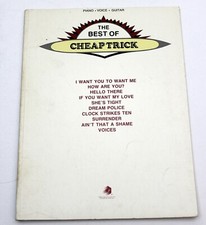 PIANO • VOICE • GUITAR
THE
BEST OF
CHEAP TRICK
I WANT YOU TO WANT ME
HOW ARE YOU?
HELLO THERE
IF YOU WANT MY LOVE
SHE'S TIGHT
DREAM POLICE
CLOCK STRIKES TEN
SURRENDER
AIN'T THAT A SHAME
VOICES